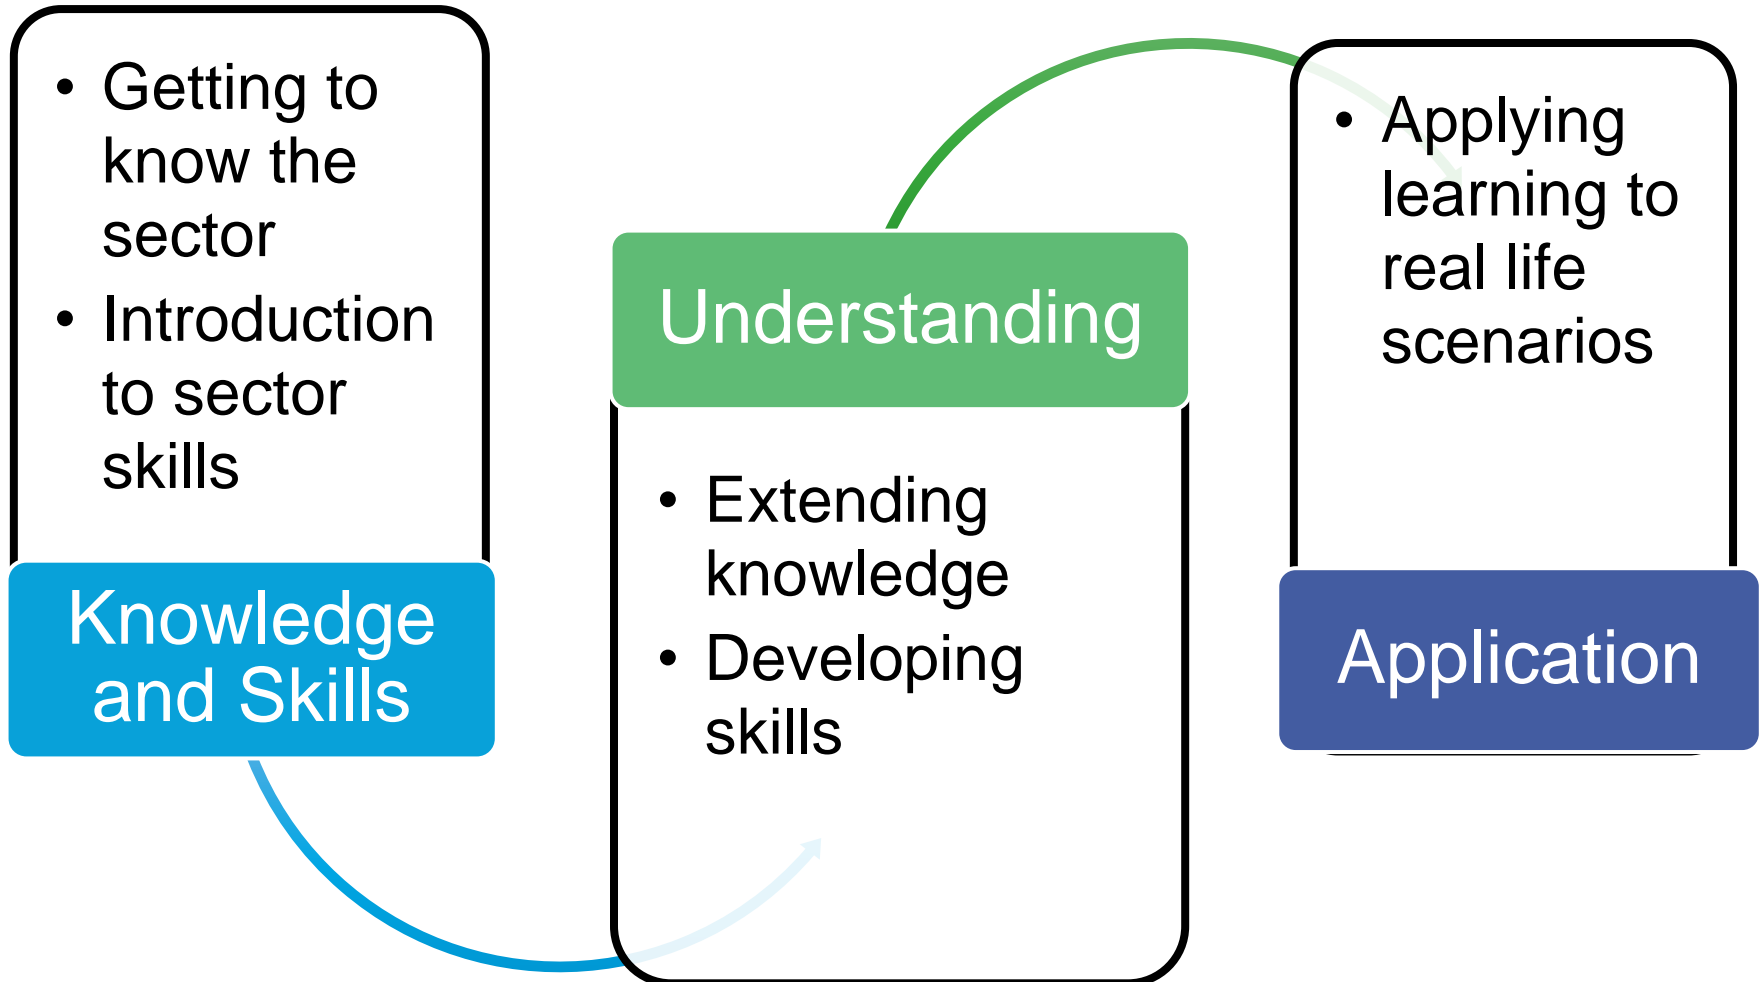 • Getting to
know the
sector
• Introduction
to sector
skills
Knowledge
and Skills
Understanding
• Extending
knowledge
• Developing
skills
• Applying
learning to
real life
scenarios
Application